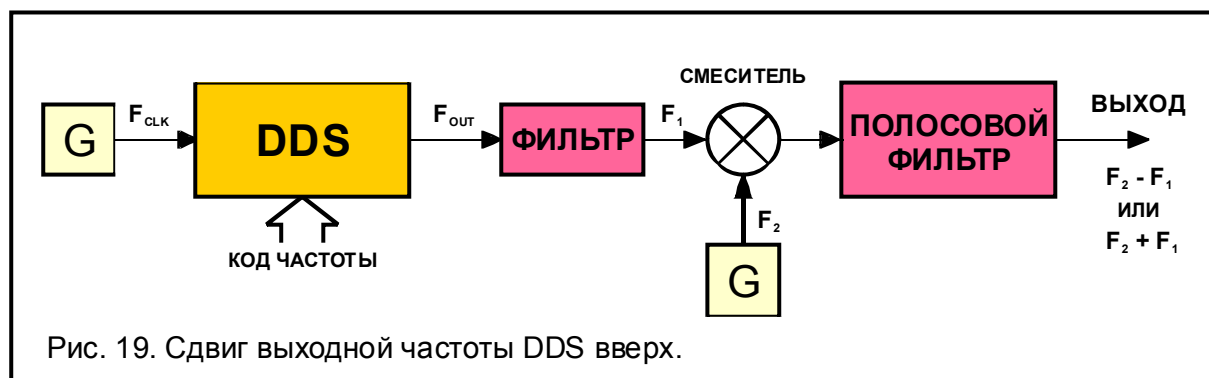 СМЕСИТЕЛЬ
G
F_CLK
DDS
F_OUT
ФИЛЬТР
F_1
ПОЛОСОВОЙ
ФИЛЬТР
ВЫХОД
F_2 - F_1
ИЛИ
F_2 + F_1
КОД ЧАСТОТЫ
F_2
G
Рис. 19. Сдвиг выходной частоты DDS вверх.